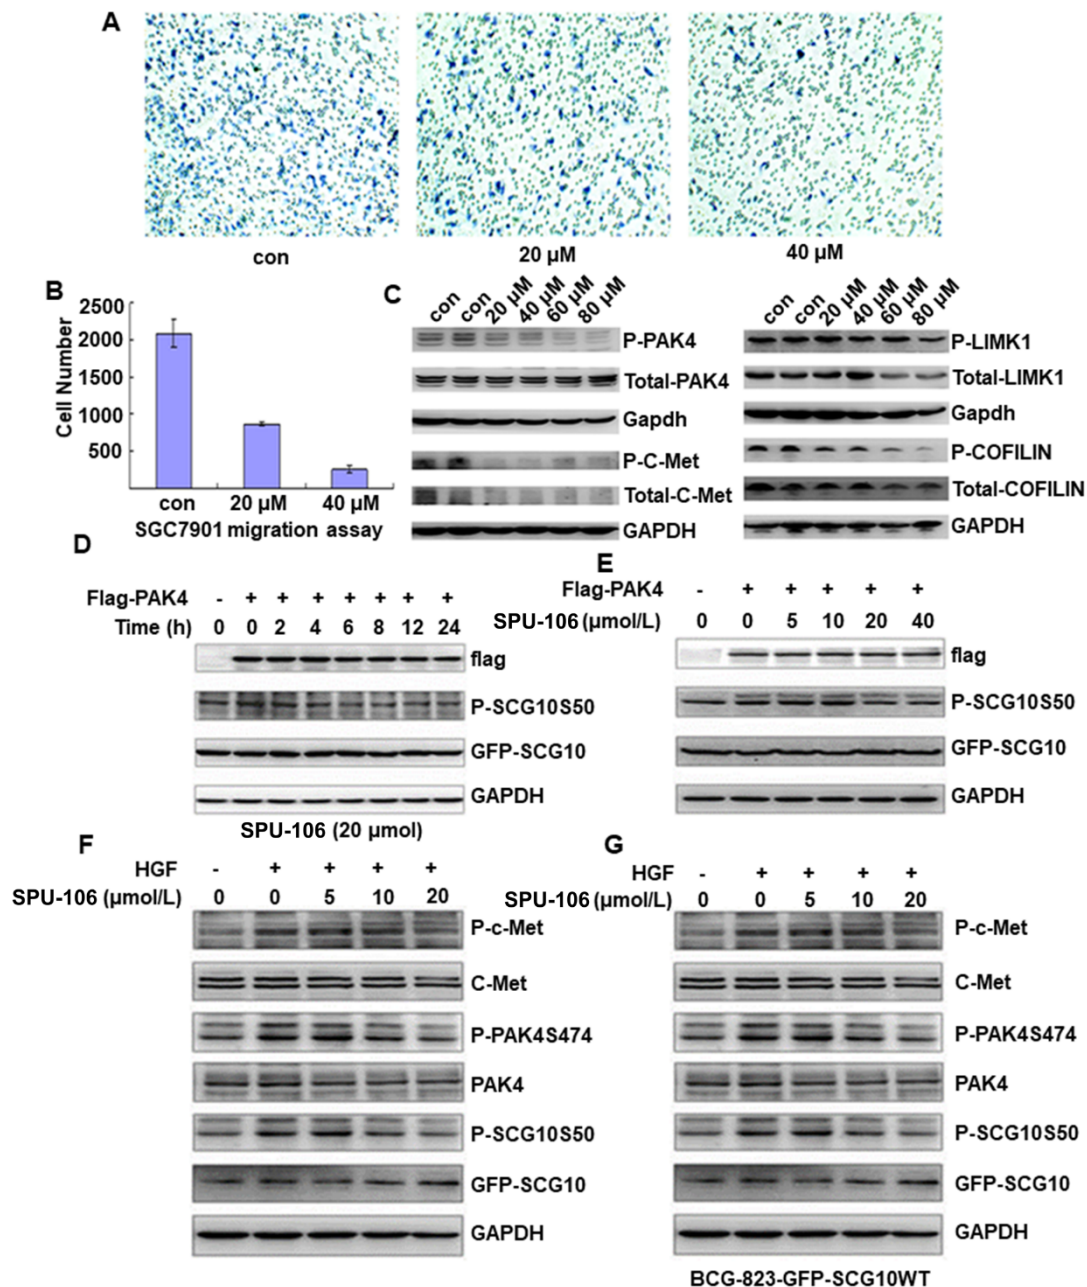 A
con
20 µM
40 µM
B
2500
2000
1500
1000
500
Cell Number
con 20 µM 40 µM
SGC7901 migration assay
C
con con 20 µM 40 µM 60 µM 80 µM
P-PAK4
Total-PAK4
Gapdh
P-C-Met
Total-C-Met
GAPDH
con con 20 µM 40 µM 60 µM 80 µM
P-LIMK1
Total-LIMK1
Gapdh
P-COFILIN
Total-COFILIN
GAPDH
D
Flag-PAK4 - + + + + + + +
Time (h) 0 0 2 4 6 8 12 24
flag
P-SCG10S50
GFP-SCG10
GAPDH
SPU-106 (20 µmol)
E
Flag-PAK4 - + + + + +
SPU-106 (µmol/L) 0 0 5 10 20 40
flag
P-SCG10S50
GFP-SCG10
GAPDH
F
HGF - + + + +
SPU-106 (µmol/L) 0 0 5 10 20
P-c-Met
C-Met
P-PAK4S474
PAK4
P-SCG10S50
GFP-SCG10
GAPDH
G
HGF - + + + +
SPU-106 (µmol/L) 0 0 5 10 20
P-c-Met
C-Met
P-PAK4S474
PAK4
P-SCG10S50
GFP-SCG10
GAPDH
BCG-823-GFP-SCG10WT